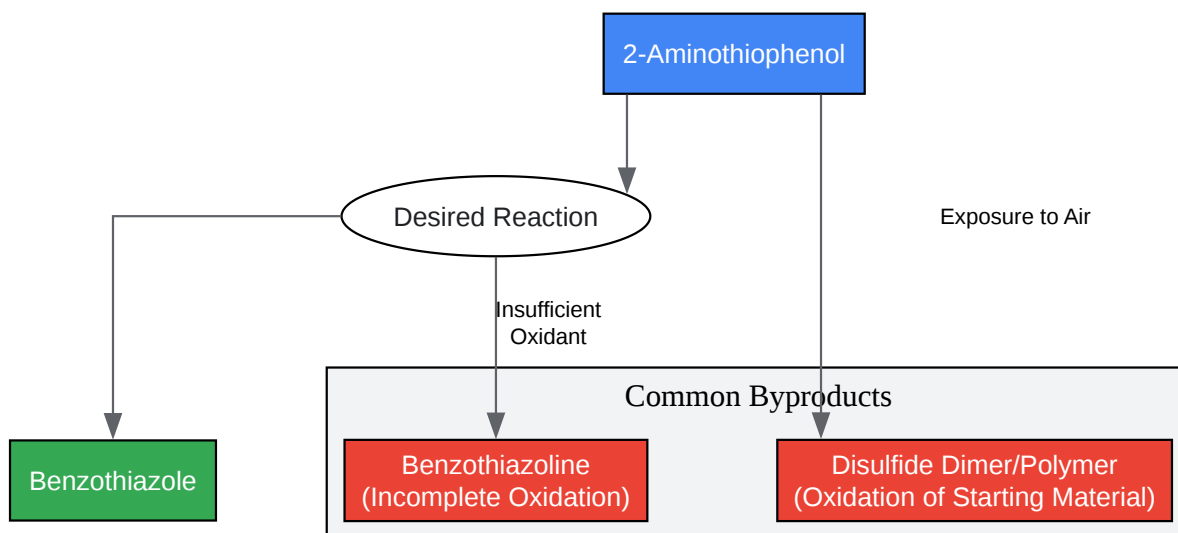 2-Aminothiophenol
Desired Reaction
Exposure to Air
Insufficient
Oxidant
Common Byproducts
Benzothiazole
Benzothiazoline
(Incomplete Oxidation)
Disulfide Dimer/Polymer
(Oxidation of Starting Material)